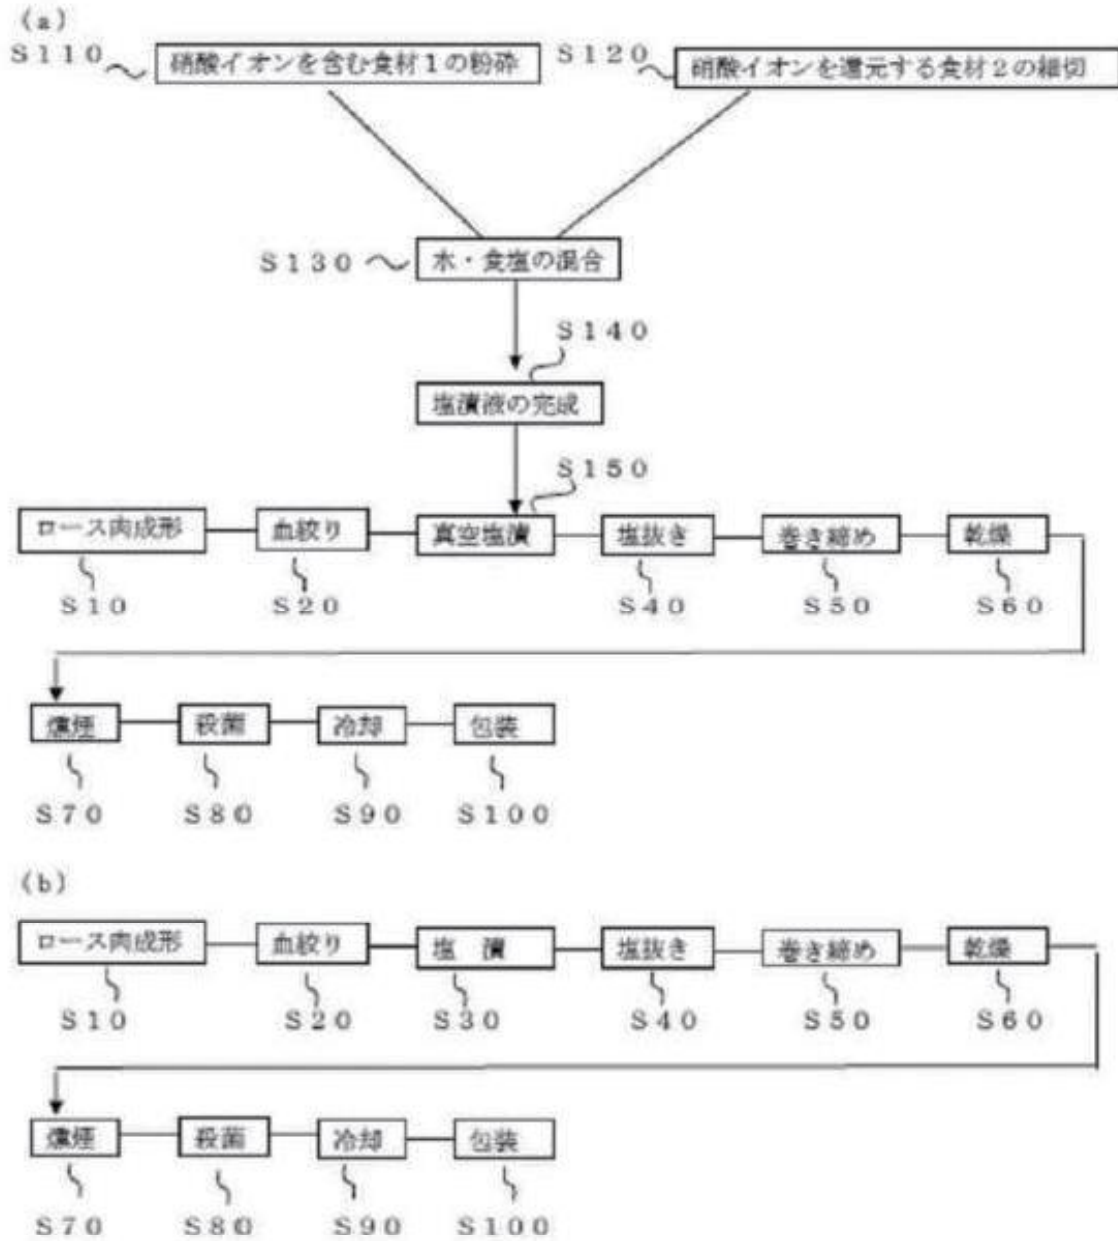 (a)
S110 硝酸イオンを含む食材1の粉砕 S120 硝酸イオンを還元する食材2の細切
S130 水・食塩の混合
S140
塩漬液の完成
S150
ロース肉成形 血絞り 真空塩漬 塩抜き 巻き締め 乾燥
S10 S20 S40 S50 S60
燻煙 殺菌 冷却 包装
S70 S80 S90 S100
(b)
ロース肉成形 血絞り 塩 漬 塩抜き 巻き締め 乾燥
S10 S20 S30 S40 S50 S60
燻煙 殺菌 冷却 包装
S70 S80 S90 S100